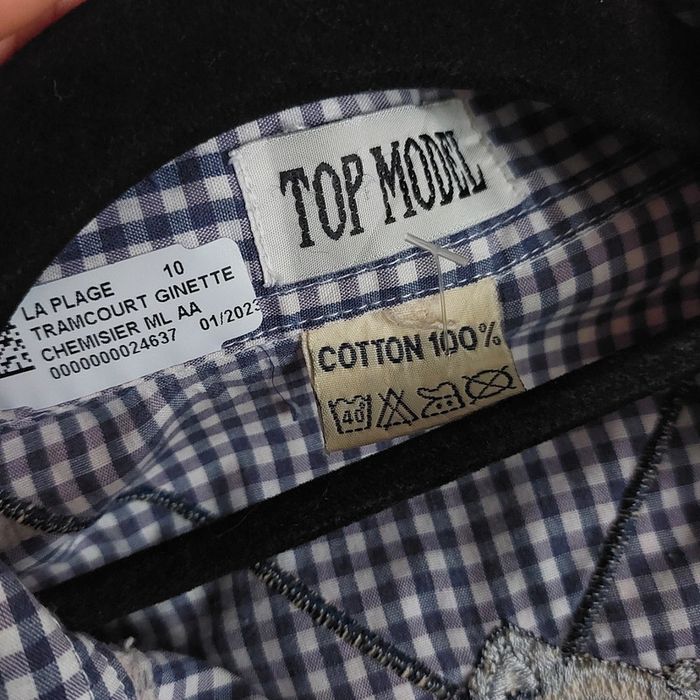 TOP MODEL
LA PLAGE 10
TRAMCOURT GINETTE
CHEMISIER ML AA
0000000024637 01/2023
COTTON 100%
40